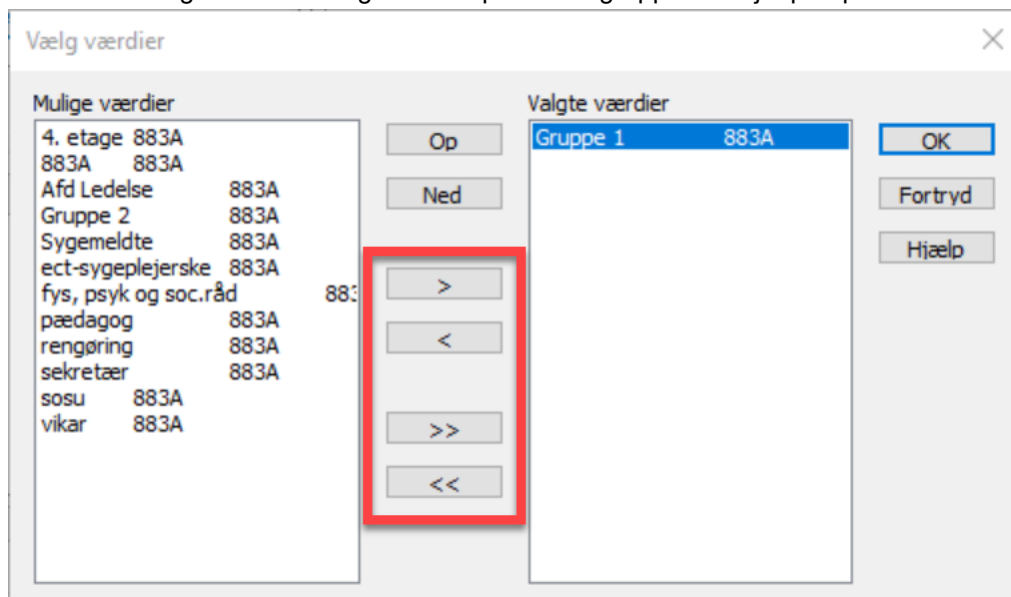 Vælg værdier
Mulige værdier
4. etage 883A
883A 883A
Afd Ledelse 883A
Gruppe 2 883A
Sygemeldte 883A
ect-sygeplejerske 883A
fys, psyk og soc.råd 883
pædagog 883A
rengøring 883A
sekretær 883A
sosu 883A
vikar 883A
Op
Ned
>
<
>>
<<
Valgte værdier
Gruppe 1 883A
OK
Fortryd
Hjælp